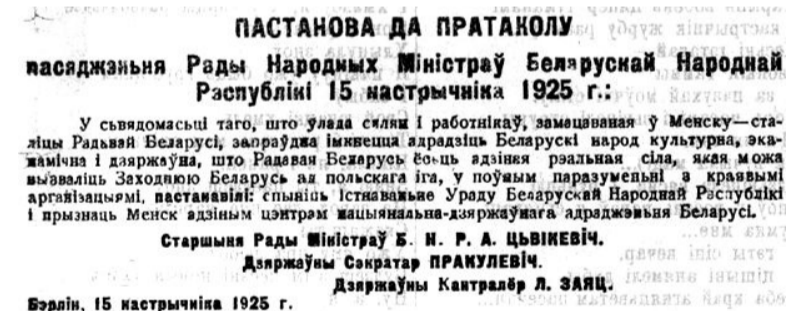 ПАСТАНОВА ДА ПРАТАКОЛУ
пасяджэньня Рады Народных Міністраў Беларускай Народнай
Рэспублікі 15 кастрычніка 1925 г.:
У сьвядомасьці таго, што ўлада сялян і работнікаў, замацаваная ў Менску—ста-
ліцы Радавай Беларусі, запраўды імкнецца адрадзіць Беларускі народ культурна, эка-
намічна і дзяржаўна, што Радавая Беларусь ёсьць адзіная рэальная сіла, якая можа
вызваліць Заходнюю Беларусь ад польскага іга, у поўным паразуменьні з краявымі
арганізацыямі, пастанавілі: спыніць істнаваньне Ураду Беларускай Народнай Рэспублікі
і прызнаць Менск адзіным цэнтрам нацыянальна-дзяржаўнага адраджэньня Беларусі.
Старшыня Рады Міністраў Б. Н. Р. А. ЦЬВІКЕВІЧ.
Дзяржаўны Сакратар ПРАКУЛЕВІЧ.
Дзяржаўны Кантралёр Л. ЗАЯЦ.
Бэрлін, 15 кастрычніка 1925 г.